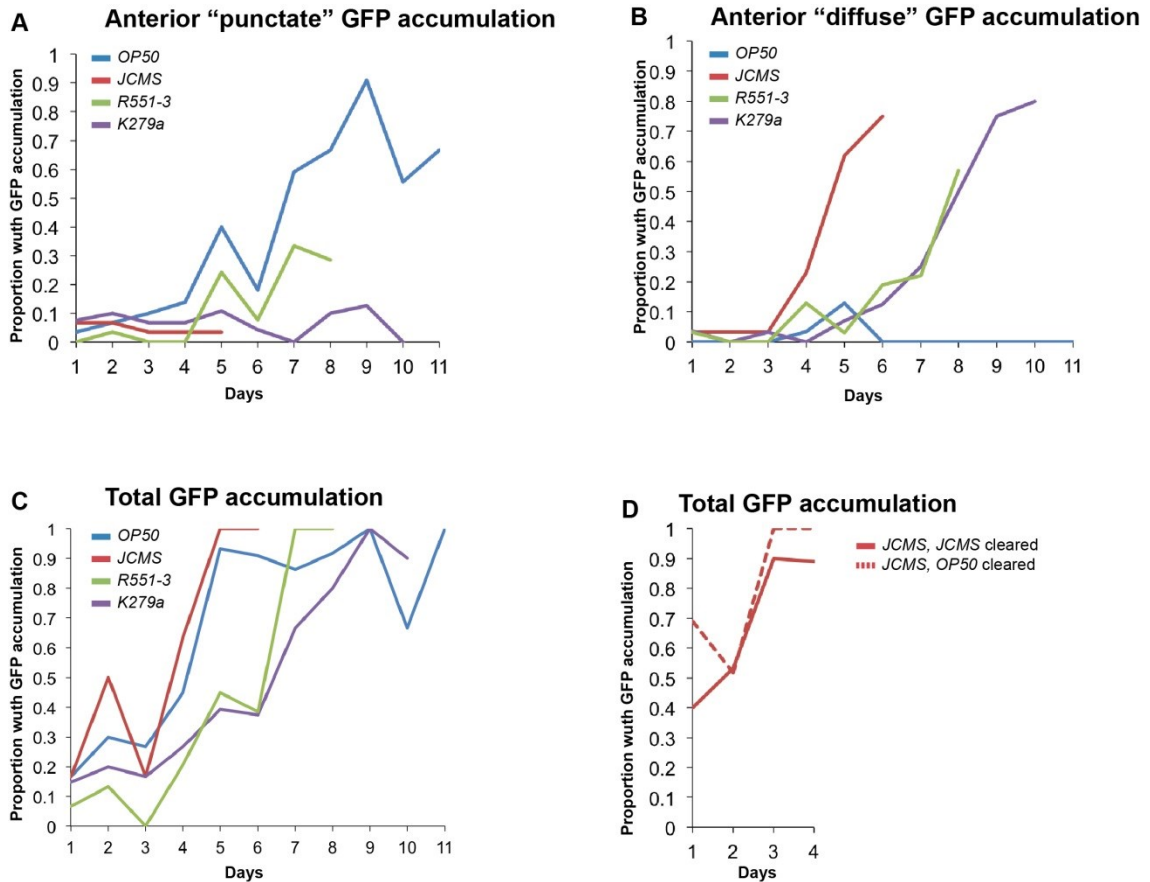 A
Anterior “punctate” GFP accumulation
Proportion wuth GFP accumulation
1
0.9
0.8
0.7
0.6
0.5
0.4
0.3
0.2
0.1
0
OP50
JCMS
R551-3
K279a
1 2 3 4 5 6 7 8 9 10 11
Days
B
Anterior “diffuse” GFP accumulation
Proportion wuth GFP accumulation
1
0.9
0.8
0.7
0.6
0.5
0.4
0.3
0.2
0.1
0
OP50
JCMS
R551-3
K279a
1 2 3 4 5 6 7 8 9 10 11
Days
C
Total GFP accumulation
Proportion wuth GFP accumulation
1
0.9
0.8
0.7
0.6
0.5
0.4
0.3
0.2
0.1
0
OP50
JCMS
R551-3
K279a
1 2 3 4 5 6 7 8 9 10 11
Days
D
Total GFP accumulation
Proportion wuth GFP accumulation
1
0.9
0.8
0.7
0.6
0.5
0.4
0.3
0.2
0.1
0
JCMS, JCMS cleared
JCMS, OP50 cleared
1 2 3 4
Days